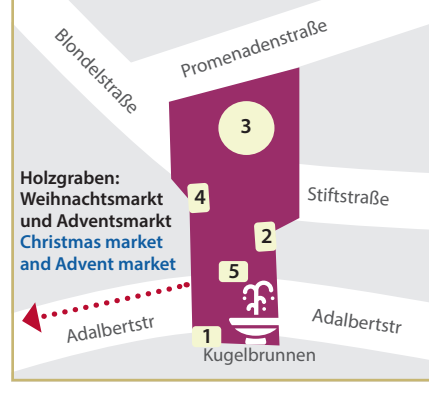 Promenadenstraße
Blondelstraße
3
Holzgraben:
Weihnachtsmarkt
und Adventsmarkt
Christmas market
and Advent market
4
Stiftstraße
2
5
Adalbertstr
1
Adalbertstr
Kugelbrunnen